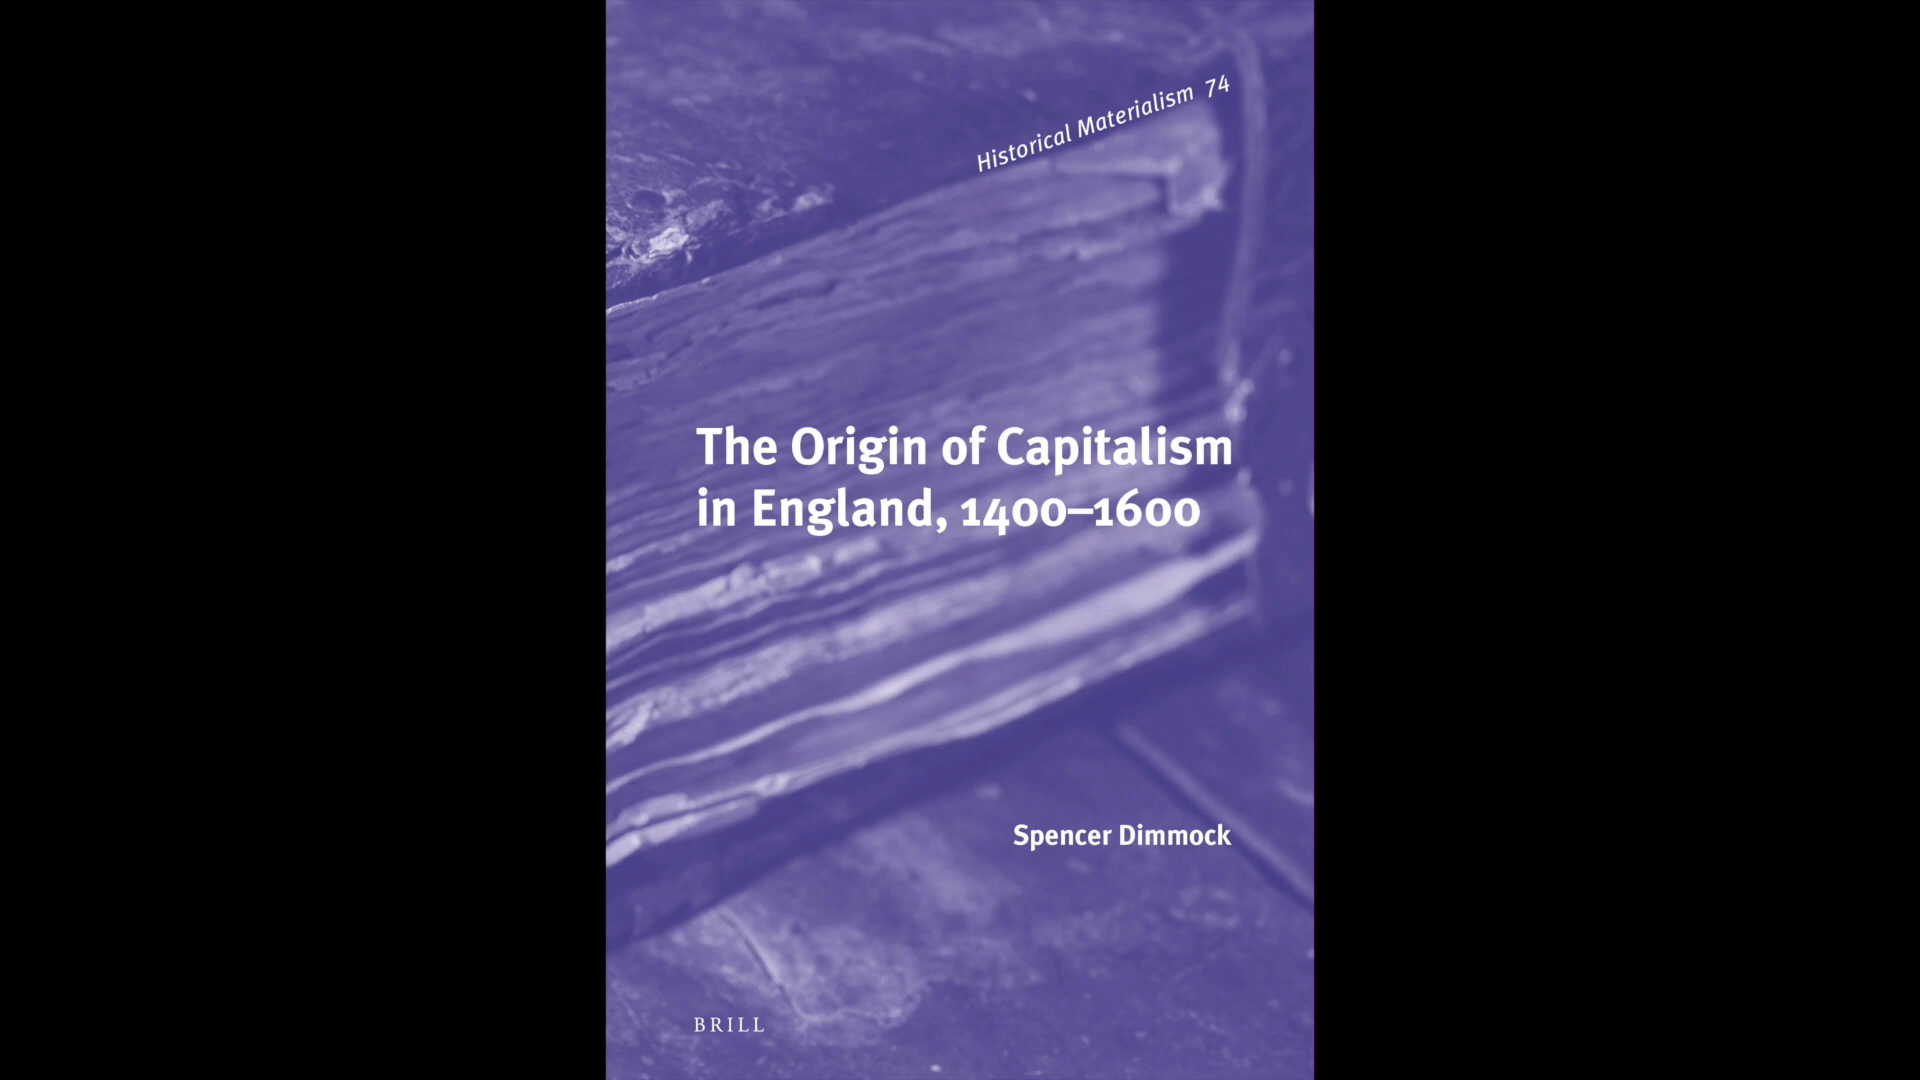 Historical Materialism 74
The Origin of Capitalism
in England, 1400–1600
Spencer Dimmock
BRILL